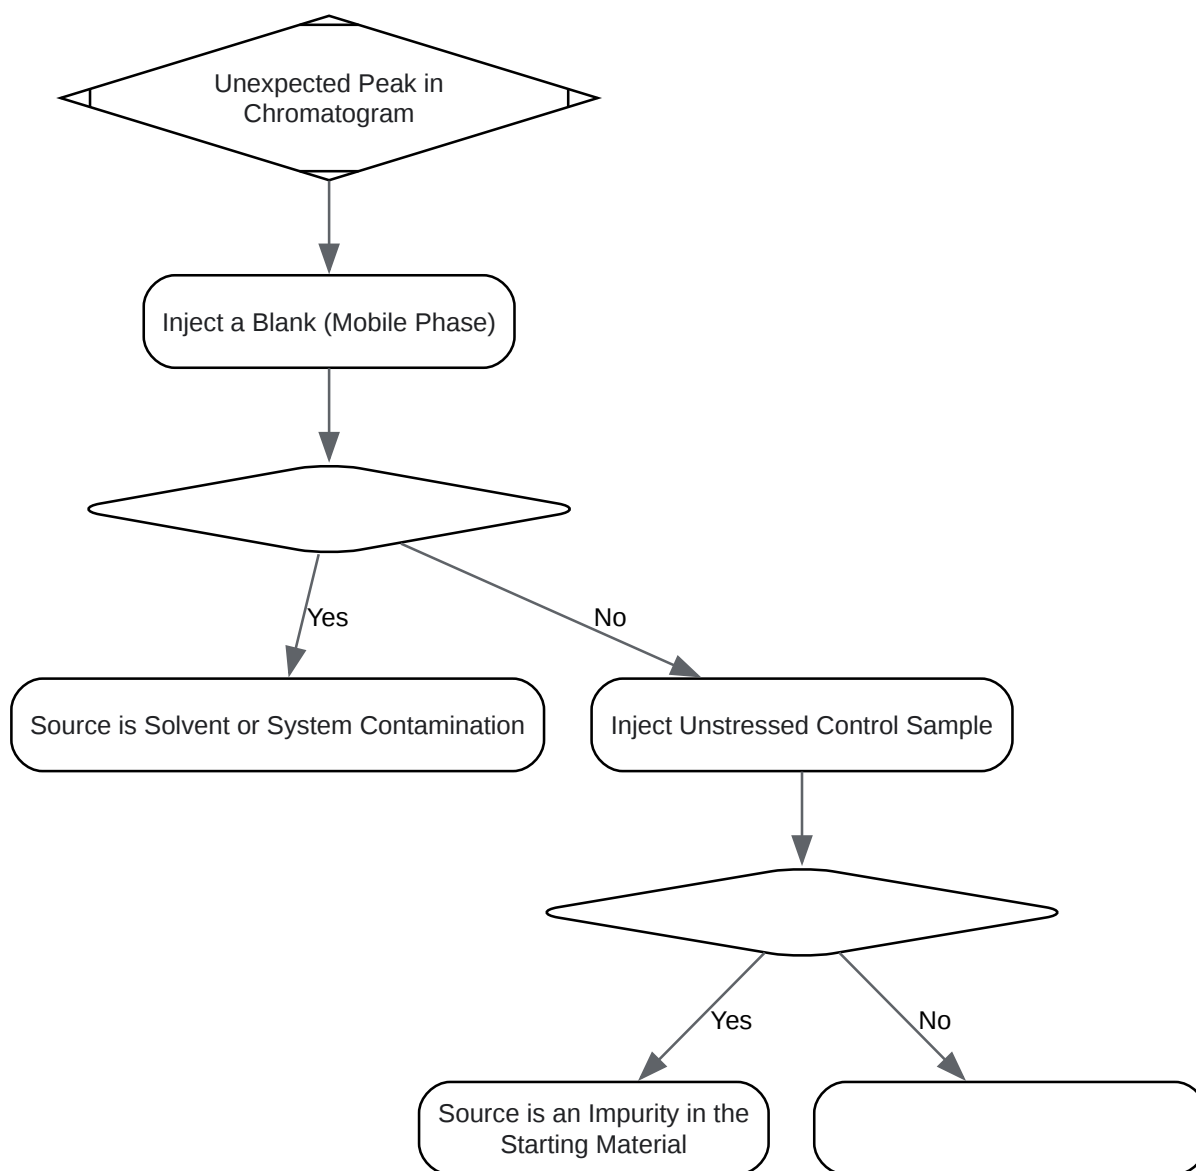 Unexpected Peak in
Chromatogram
Inject a Blank (Mobile Phase)
Yes
No
Source is Solvent or System Contamination
Inject Unstressed Control Sample
Yes
No
Source is an Impurity in the
Starting Material